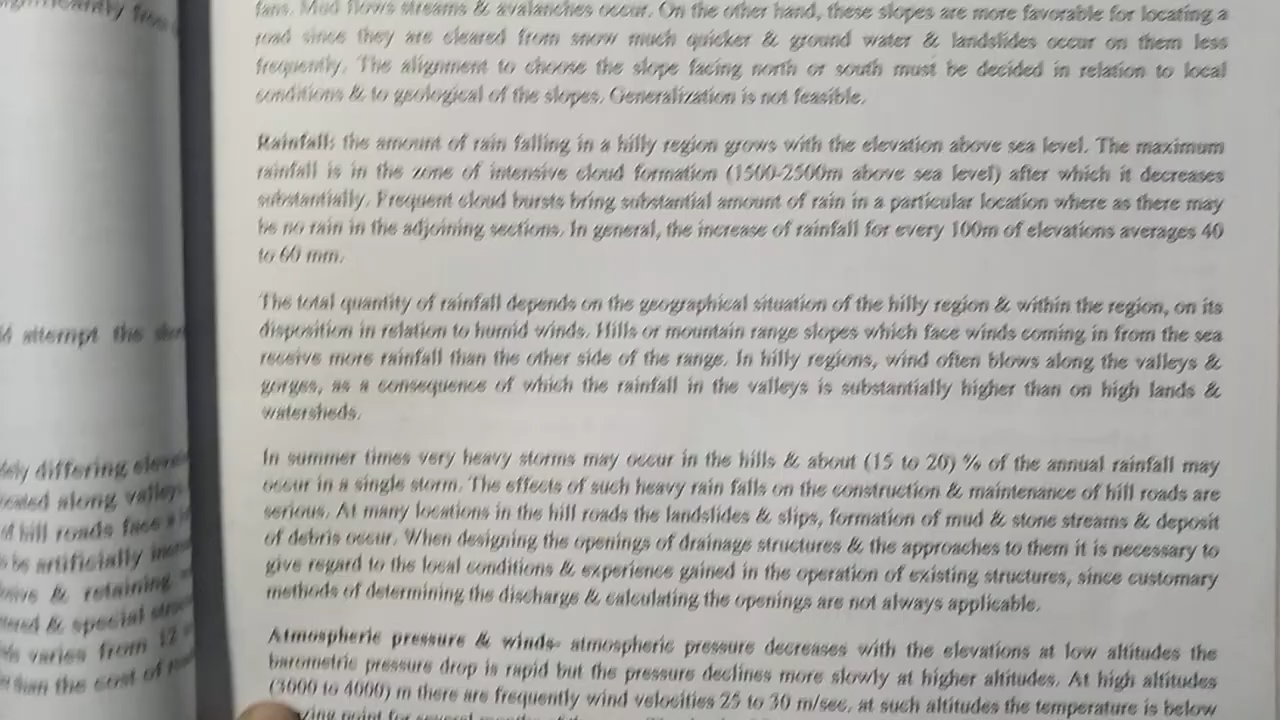 fans. Mud flows streams & avalanches occur. On the other hand, these slopes are more favorable for locating a
road since they are cleared from snow much quicker & ground water & landslides occur on them less
frequently. The alignment to choose the slope facing north or south must be decided in relation to local
conditions & to geological of the slopes. Generalization is not feasible.
Rainfall: the amount of rain falling in a hilly region grows with the elevation above sea level. The maximum
rainfall is in the zone of intensive cloud formation (1500-2500m above sea level) after which it decreases
substantially. Frequent cloud bursts bring substantial amount of rain in a particular location where as there may
be no rain in the adjoining sections. In general, the increase of rainfall for every 100m of elevations averages 40
to 60 mm.
The total quantity of rainfall depends on the geographical situation of the hilly region & within the region, on its
disposition in relation to humid winds. Hills or mountain range slopes which face winds coming in from the sea
receive more rainfall than the other side of the range. In hilly regions, wind often blows along the valleys &
gorges, as a consequence of which the rainfall in the valleys is substantially higher than on high lands &
watersheds.
In summer times very heavy storms may occur in the hills & about (15 to 20) % of the annual rainfall may
occur in a single storm. The effects of such heavy rain falls on the construction & maintenance of hill roads are
serious. At many locations in the hill roads the landslides & slips, formation of mud & stone streams & deposit
of debris occur. When designing the openings of drainage structures & the approaches to them it is necessary to
give regard to the local conditions & experience gained in the operation of existing structures, since customary
methods of determining the discharge & calculating the openings are not always applicable.
Atmospheric pressure & winds- atmospheric pressure decreases with the elevations at low altitudes the
barometric pressure drop is rapid but the pressure declines more slowly at higher altitudes. At high altitudes
(3000 to 4000) m there are frequently wind velocities 25 to 30 m/sec. at such altitudes the temperature is below
point for several
attempt the
differing
along valleys
of hill roads face
be artificially
& retaining
& special
varies from 12
than the cost of